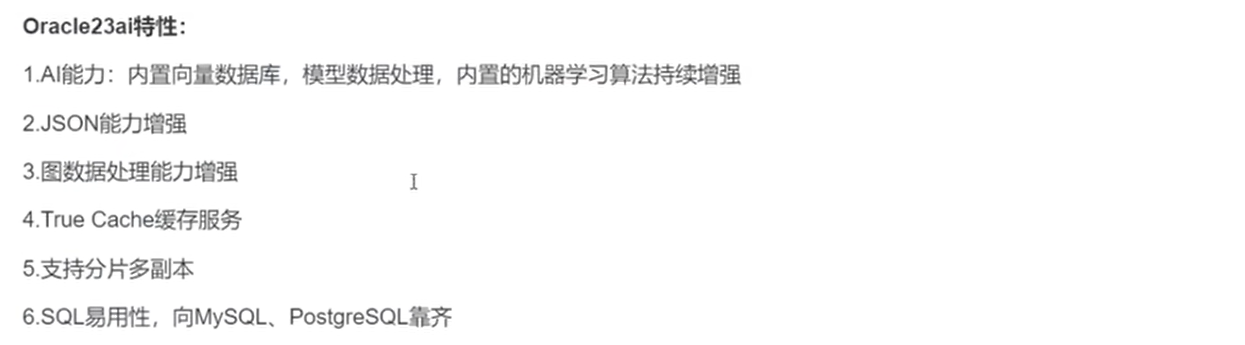 Oracle23ai特性：
1.AI能力：内置向量数据库，模型数据处理，内置的机器学习算法持续增强
2.JSON能力增强
3.图数据处理能力增强
4.True Cache缓存服务
5.支持分片多副本
6.SQL易用性，向MySQL、PostgreSQL靠齐